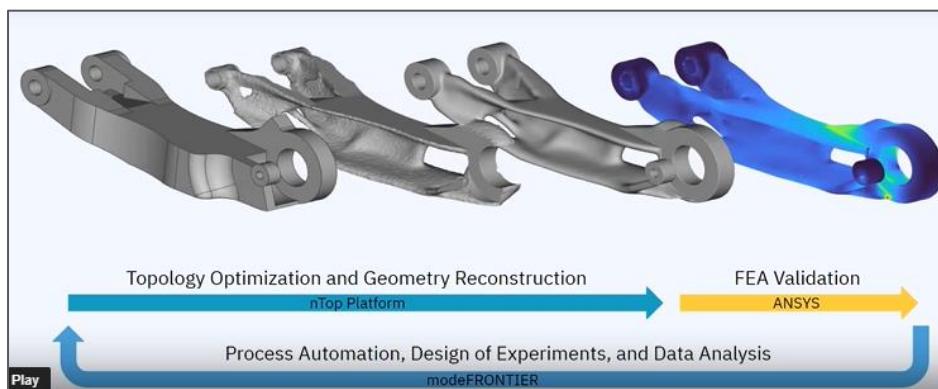 Topology Optimization and Geometry Reconstruction
nTop Platform
FEA Validation
ANSYS
Process Automation, Design of Experiments, and Data Analysis
modeFRONTIER
Play